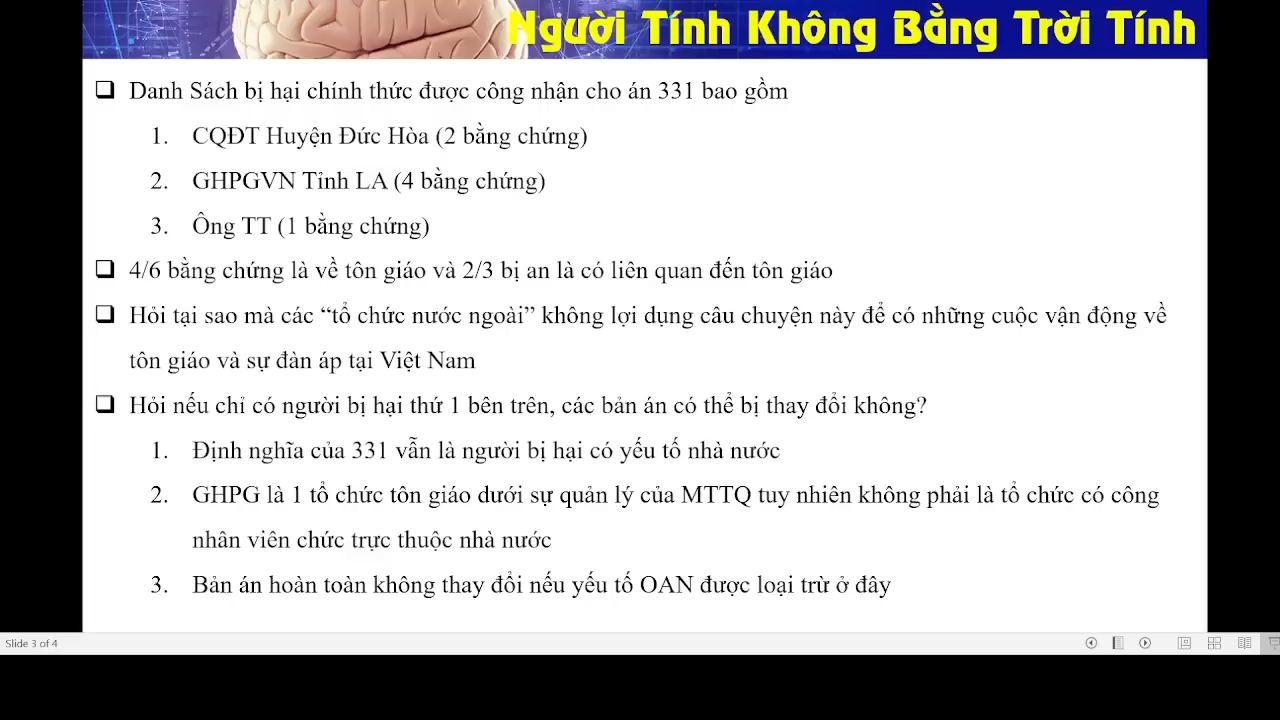 Người Tính Không Bằng Trời Tính
Danh Sách bị hại chính thức được công nhận cho án 331 bao gồm
1. CQĐT Huyện Đức Hòa (2 bằng chứng)
2. GHPGVN Tỉnh LA (4 bằng chứng)
3. Ông TT (1 bằng chứng)
4/6 bằng chứng là về tôn giáo và 2/3 bị an là có liên quan đến tôn giáo
Hỏi tại sao mà các “tổ chức nước ngoài” không lợi dụng câu chuyện này để có những cuộc vận động về
tôn giáo và sự đàn áp tại Việt Nam
Hỏi nếu chỉ có người bị hại thứ 1 bên trên, các bản án có thể bị thay đổi không?
1. Định nghĩa của 331 vẫn là người bị hại có yếu tố nhà nước
2. GHPG là 1 tổ chức tôn giáo dưới sự quản lý của MTTQ tuy nhiên không phải là tổ chức có công
nhân viên chức trực thuộc nhà nước
3. Bản án hoàn toàn không thay đổi nếu yếu tố OAN được loại trừ ở đây
Slide 3 of 4